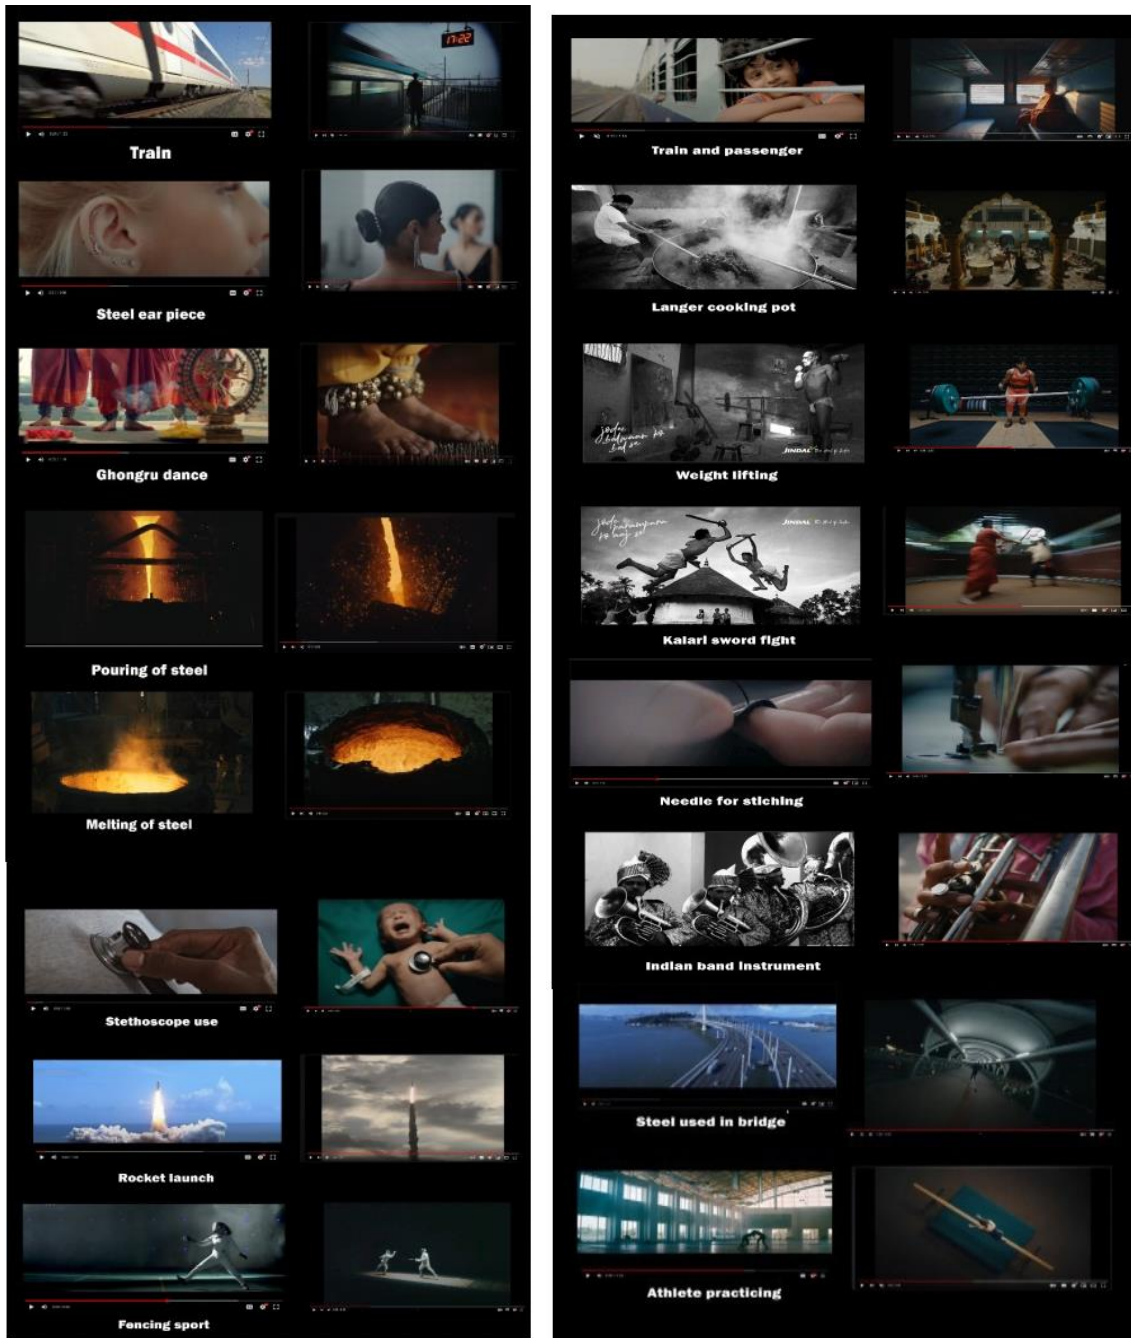 17:22
Train
Train and passenger
Steel ear piece
Langer cooking pot
Ghongru dance
JINDAL
Weight lifting
Pouring of steel
JINDAL
Kalari sword fight
Melting of steel
Needle for stiching
Stethoscope use
Indian band instrument
Rocket launch
Steel used in bridge
Fencing sport
Athlete practicing